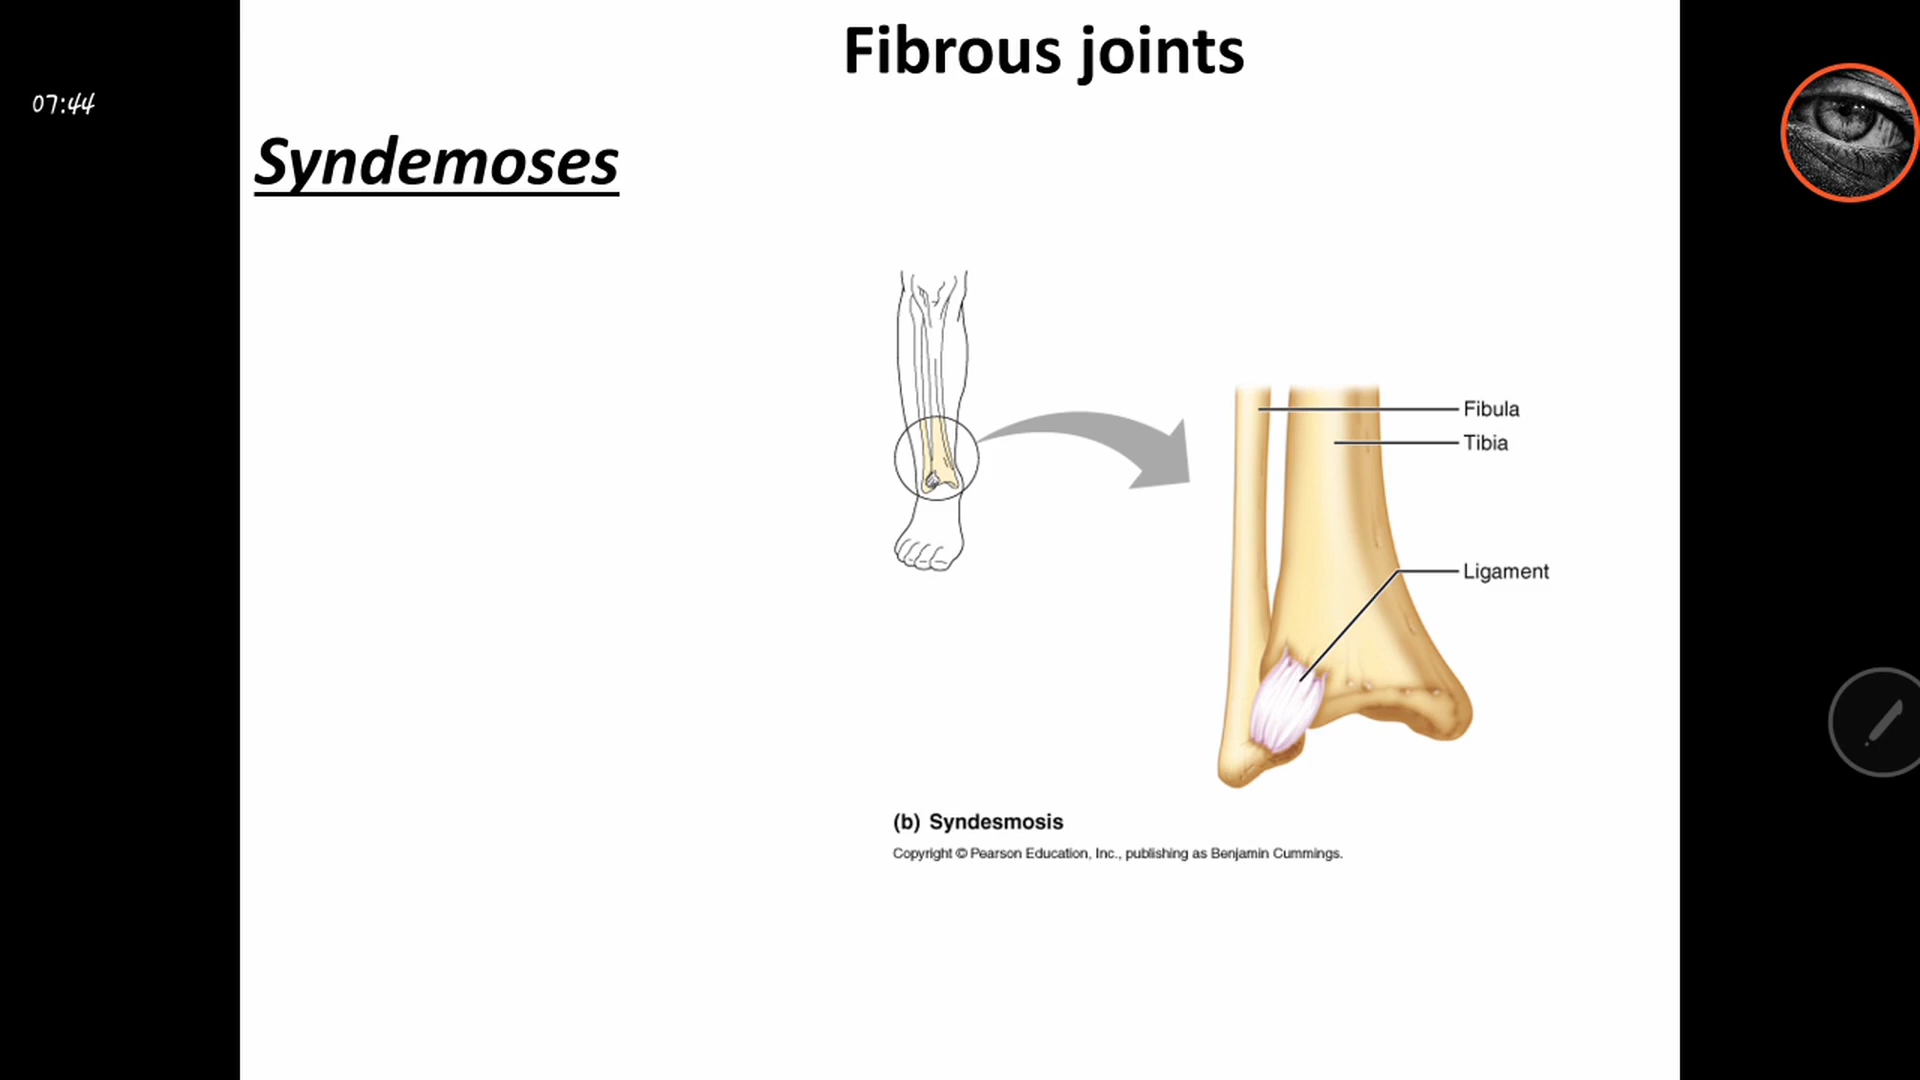 Fibrous joints
07:44
Syndemoses
Fibula
Tibia
Ligament
(b) Syndesmosis
Copyright © Pearson Education, Inc., publishing as Benjamin Cummings.